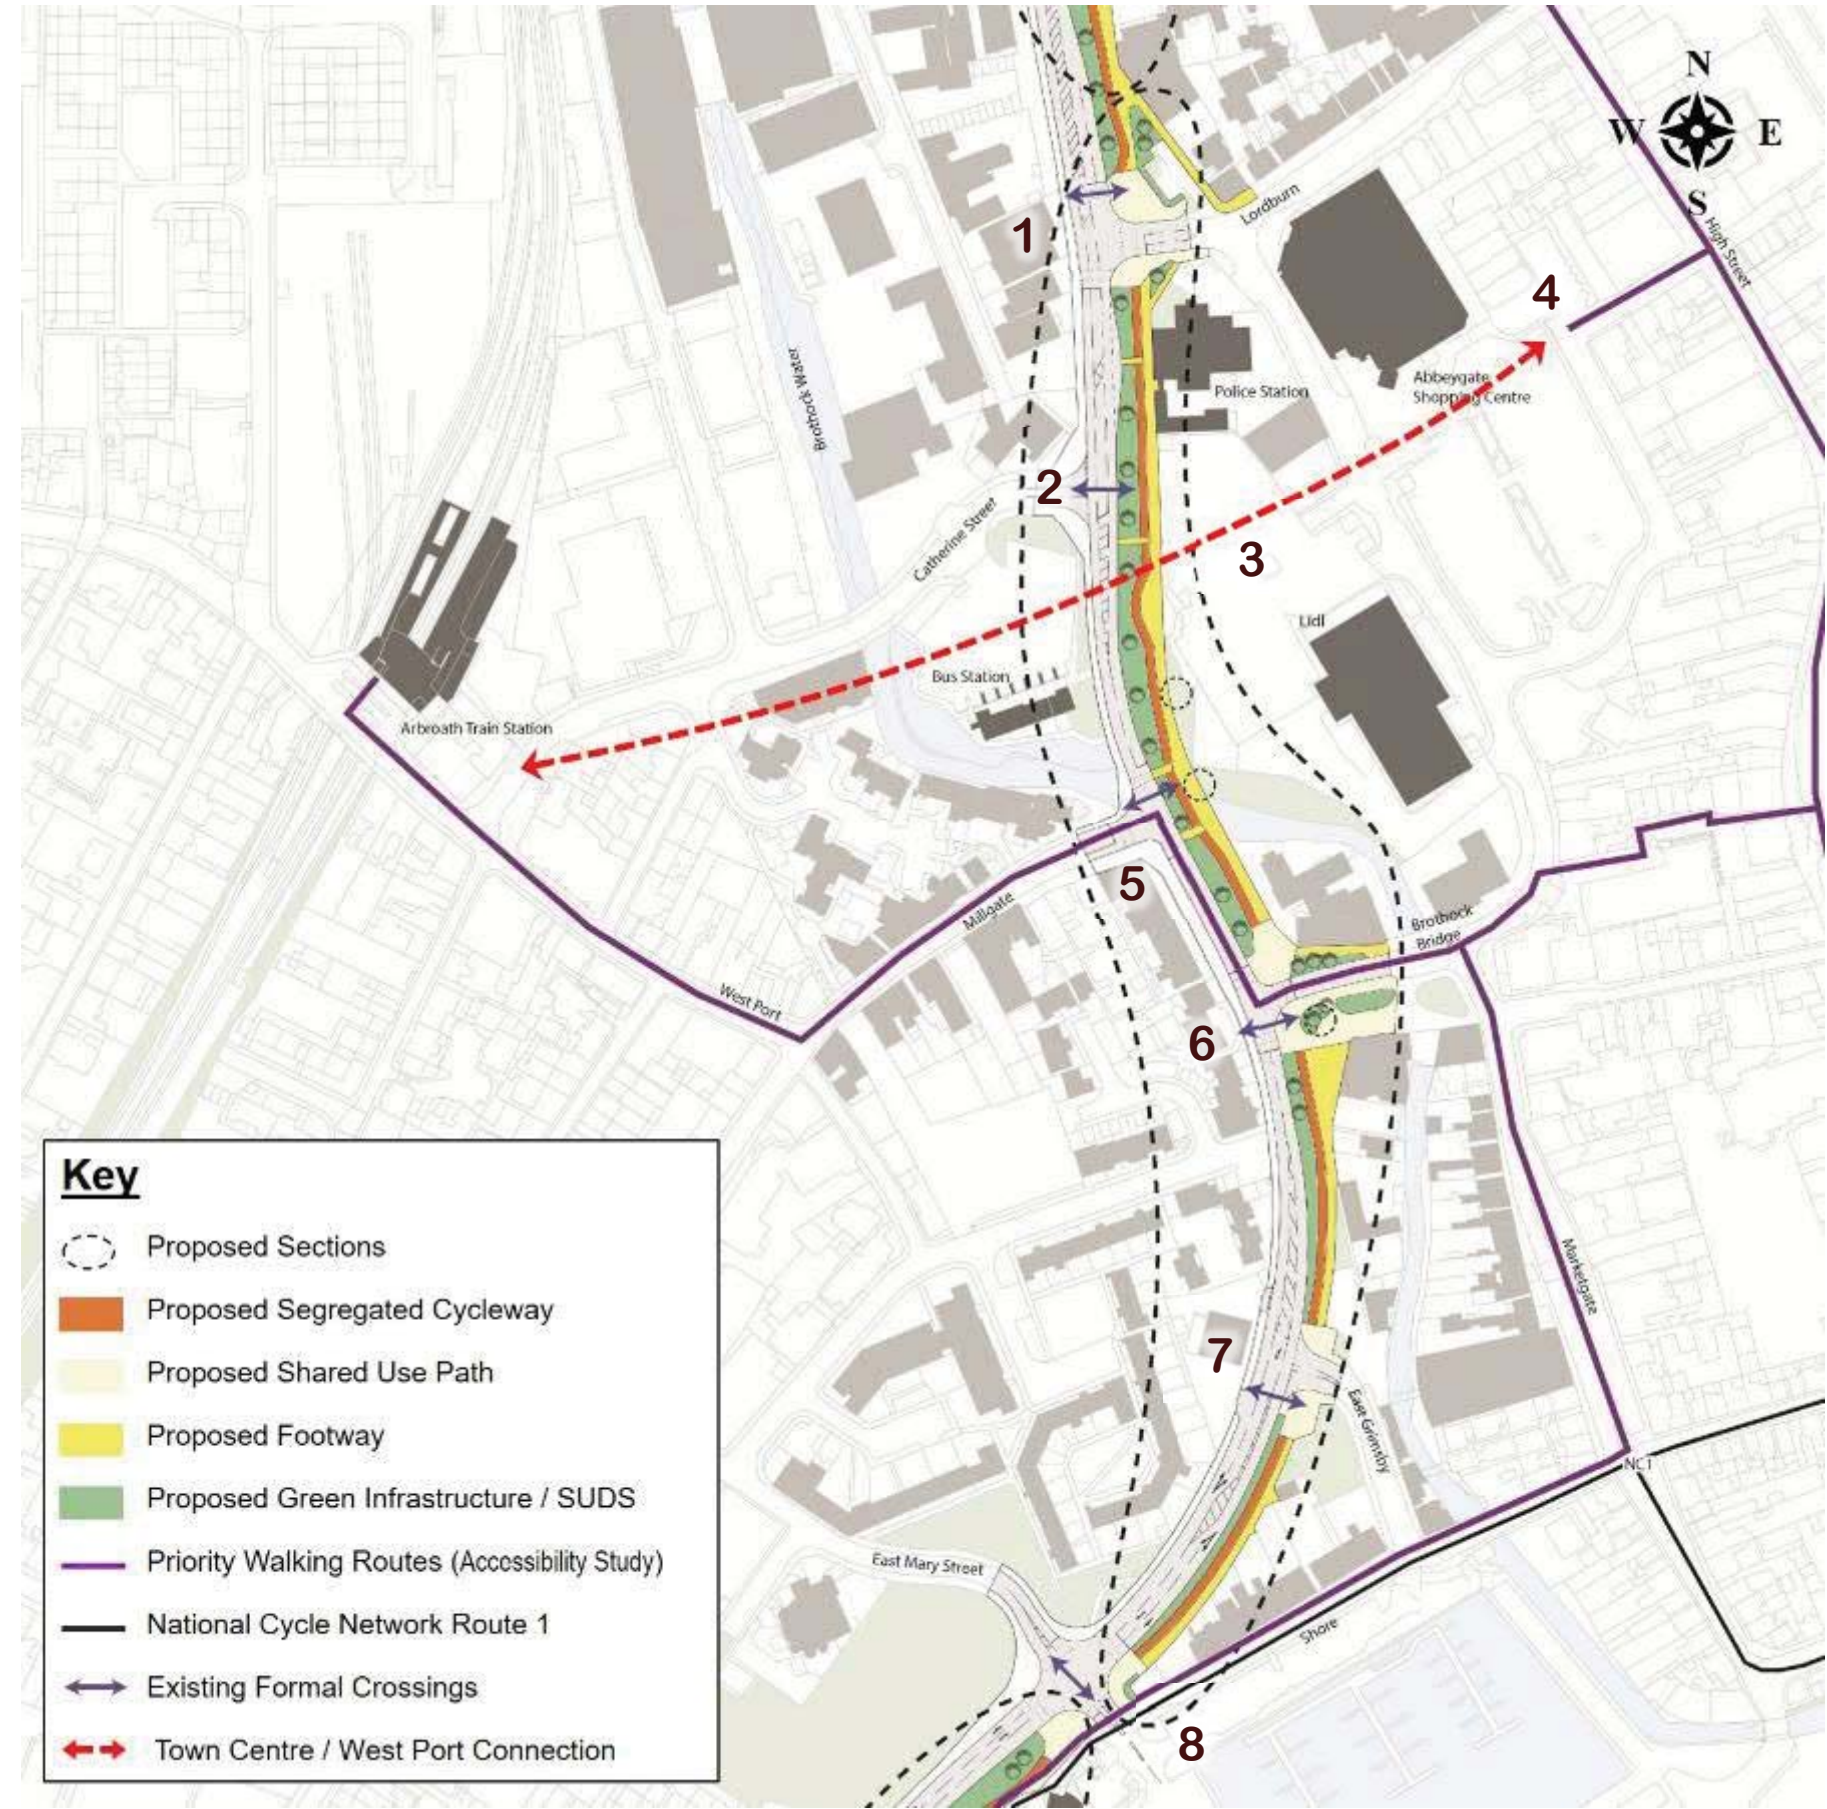 N
W
E
S
1
Lordburn
High Street
4
Brothock Water
Police Station
Abbeygate
Shopping Centre
2
Catherine Street
3
Lidl
Bus Station
Arbroath Train Station
5
Millgate
Brothock
Bridge
West Port
6
Marketgate
7
East Grimsby
NC1
East Mary Street
Shore
8
Key
Proposed Sections
Proposed Segregated Cycleway
Proposed Shared Use Path
Proposed Footway
Proposed Green Infrastructure / SUDS
Priority Walking Routes (Accessibility Study)
National Cycle Network Route 1
Existing Formal Crossings
Town Centre / West Port Connection